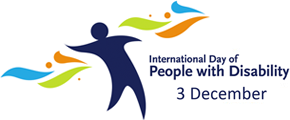 International Day of
People with Disability
3 December